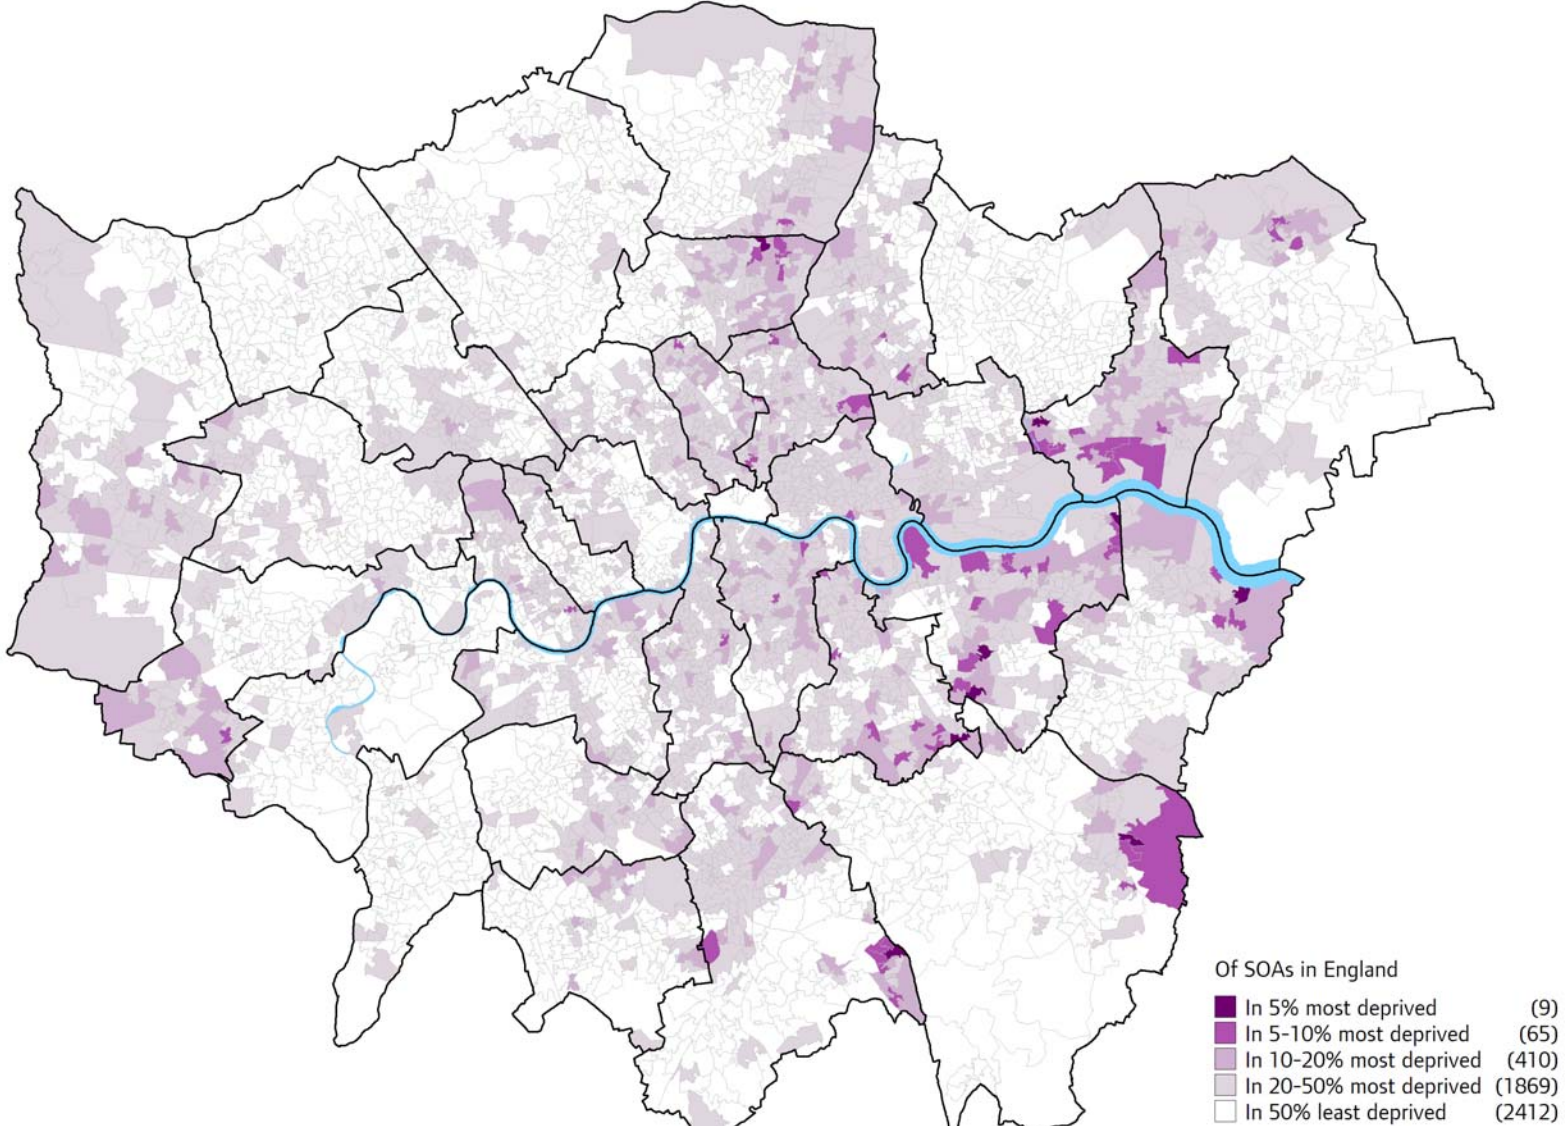 Of SOAs in England
In 5% most deprived (9)
In 5-10% most deprived (65)
In 10-20% most deprived (410)
In 20-50% most deprived (1869)
In 50% least deprived (2412)